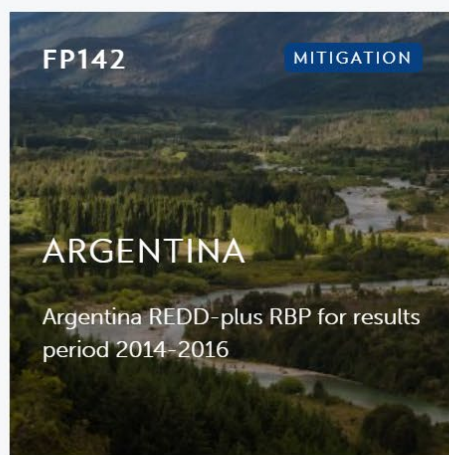 FP142
MITIGATION
ARGENTINA
Argentina REDD-plus RBP for results
period 2014-2016